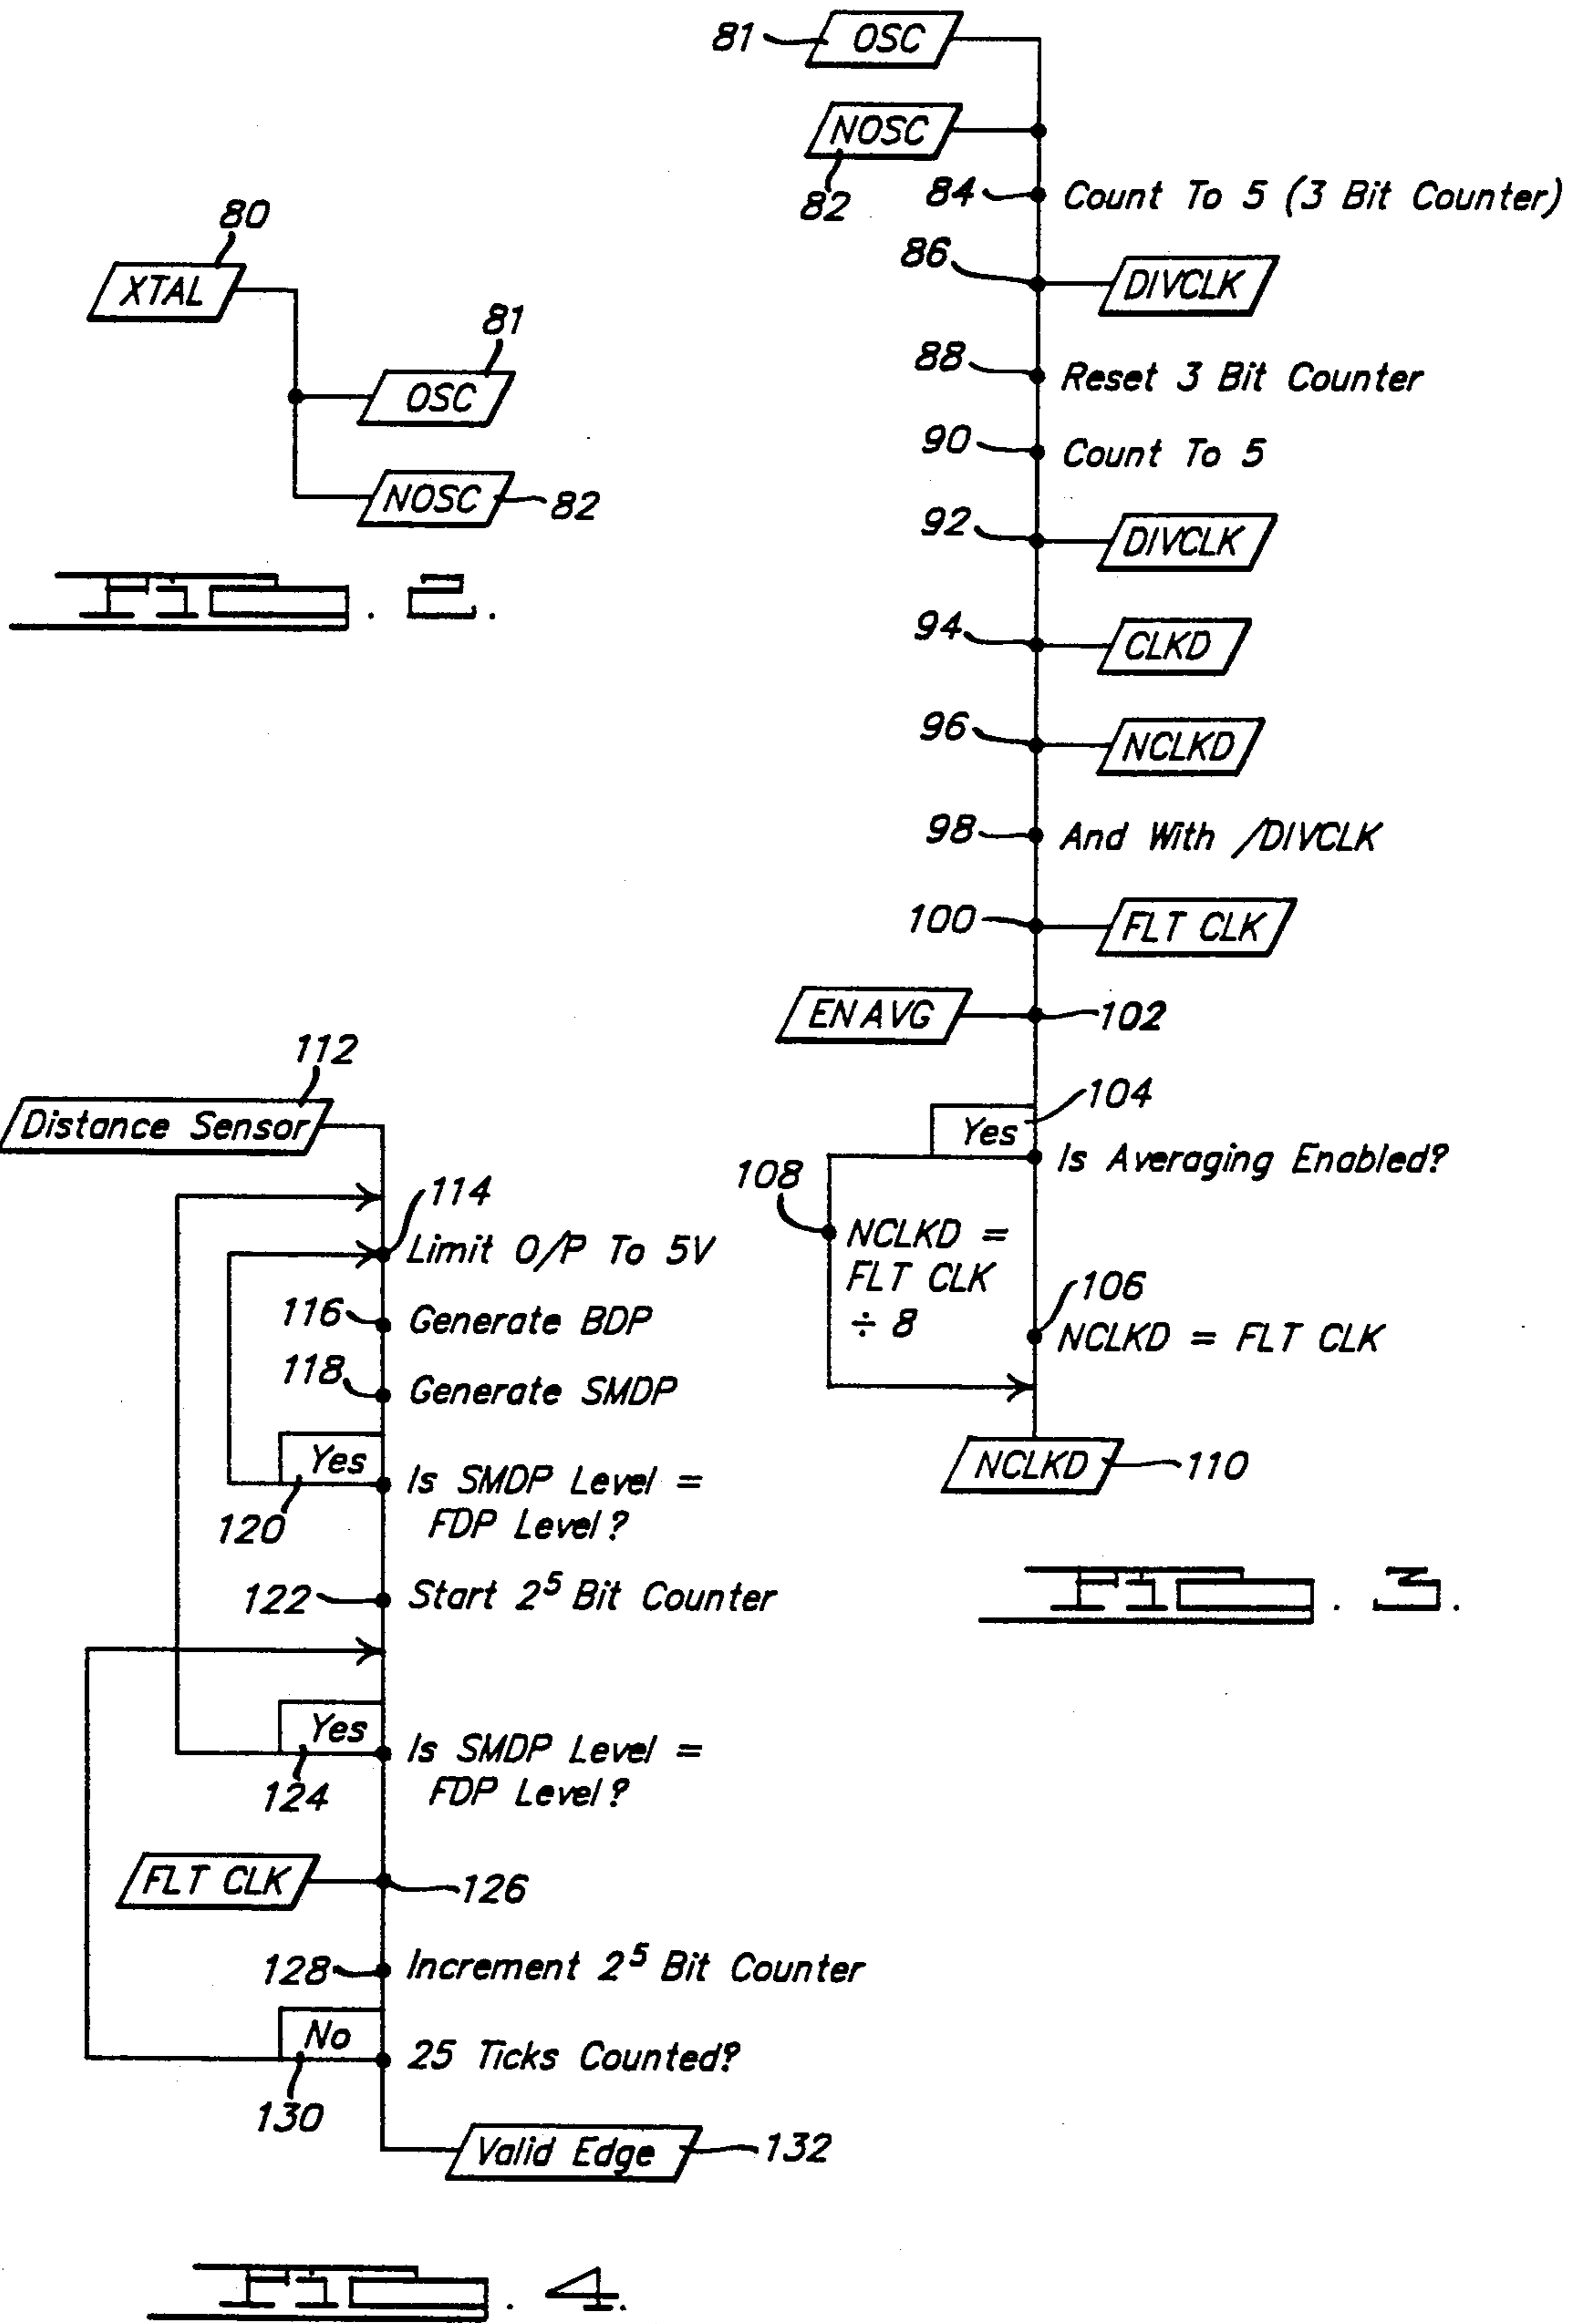 80
XTAL
81
OSC
NOSC
82
FIG. 2.
81
OSC
NOSC
82
84
Count To 5 (3 Bit Counter)
86
DIVCLK
88
Reset 3 Bit Counter
90
Count To 5
92
DIVCLK
94
CLKD
96
NCLKD
98
And With /DIVCLK
100
FLT CLK
EN AVG
102
104
Yes
Is Averaging Enabled?
108
NCLKD =
FLT CLK
÷ 8
106
NCLKD = FLT CLK
NCLKD
110
FIG. 3.
112
Distance Sensor
114
Limit O/P To 5V
116
Generate BDP
118
Generate SMDP
Yes
120
Is SMDP Level =
FDP Level?
122
Start 2⁵ Bit Counter
Yes
124
Is SMDP Level =
FDP Level?
FLT CLK
126
128
Increment 2⁵ Bit Counter
No
130
25 Ticks Counted?
Valid Edge
132
FIG. 4.